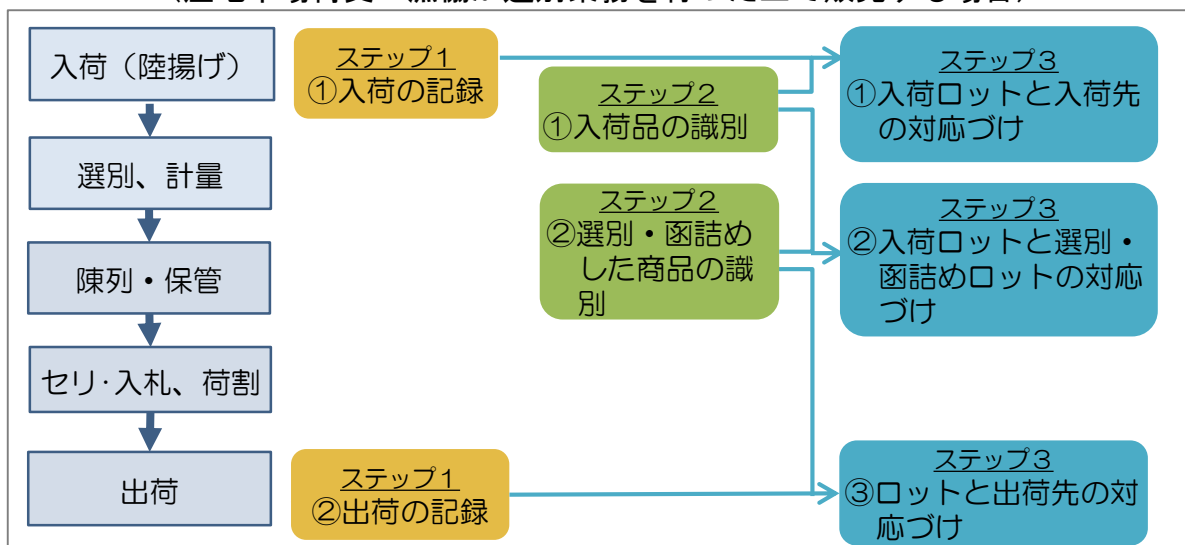 入荷（陸揚げ）
選別、計量
陳列・保管
セリ・入札、荷割
出荷
ステップ１
①入荷の記録
ステップ２
①入荷品の識別
ステップ２
②選別・函詰め
した商品の識
別
ステップ３
①入荷ロットと入荷先
の対応づけ
ステップ３
②入荷ロットと選別・
函詰めロットの対応
づけ
ステップ１
②出荷の記録
ステップ３
③ロットと出荷先の対
応づけ